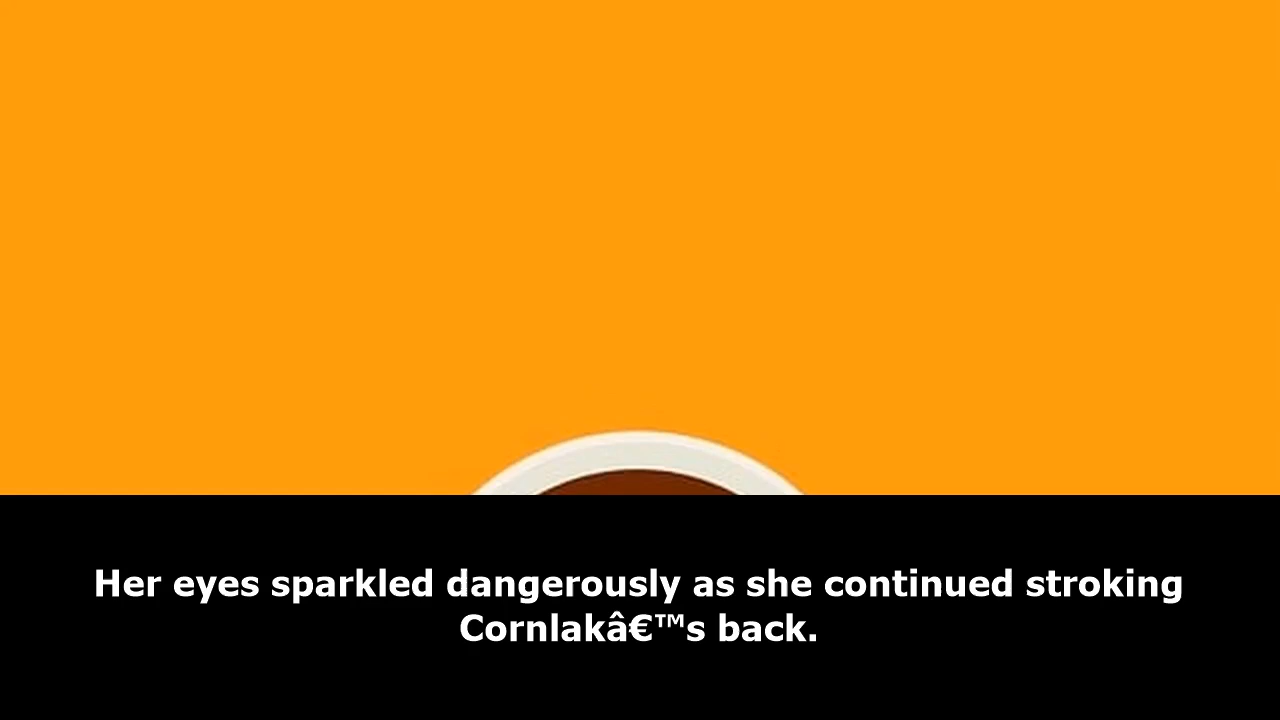 Her eyes sparkled dangerously as she continued stroking
Cornlakâ€™s back.